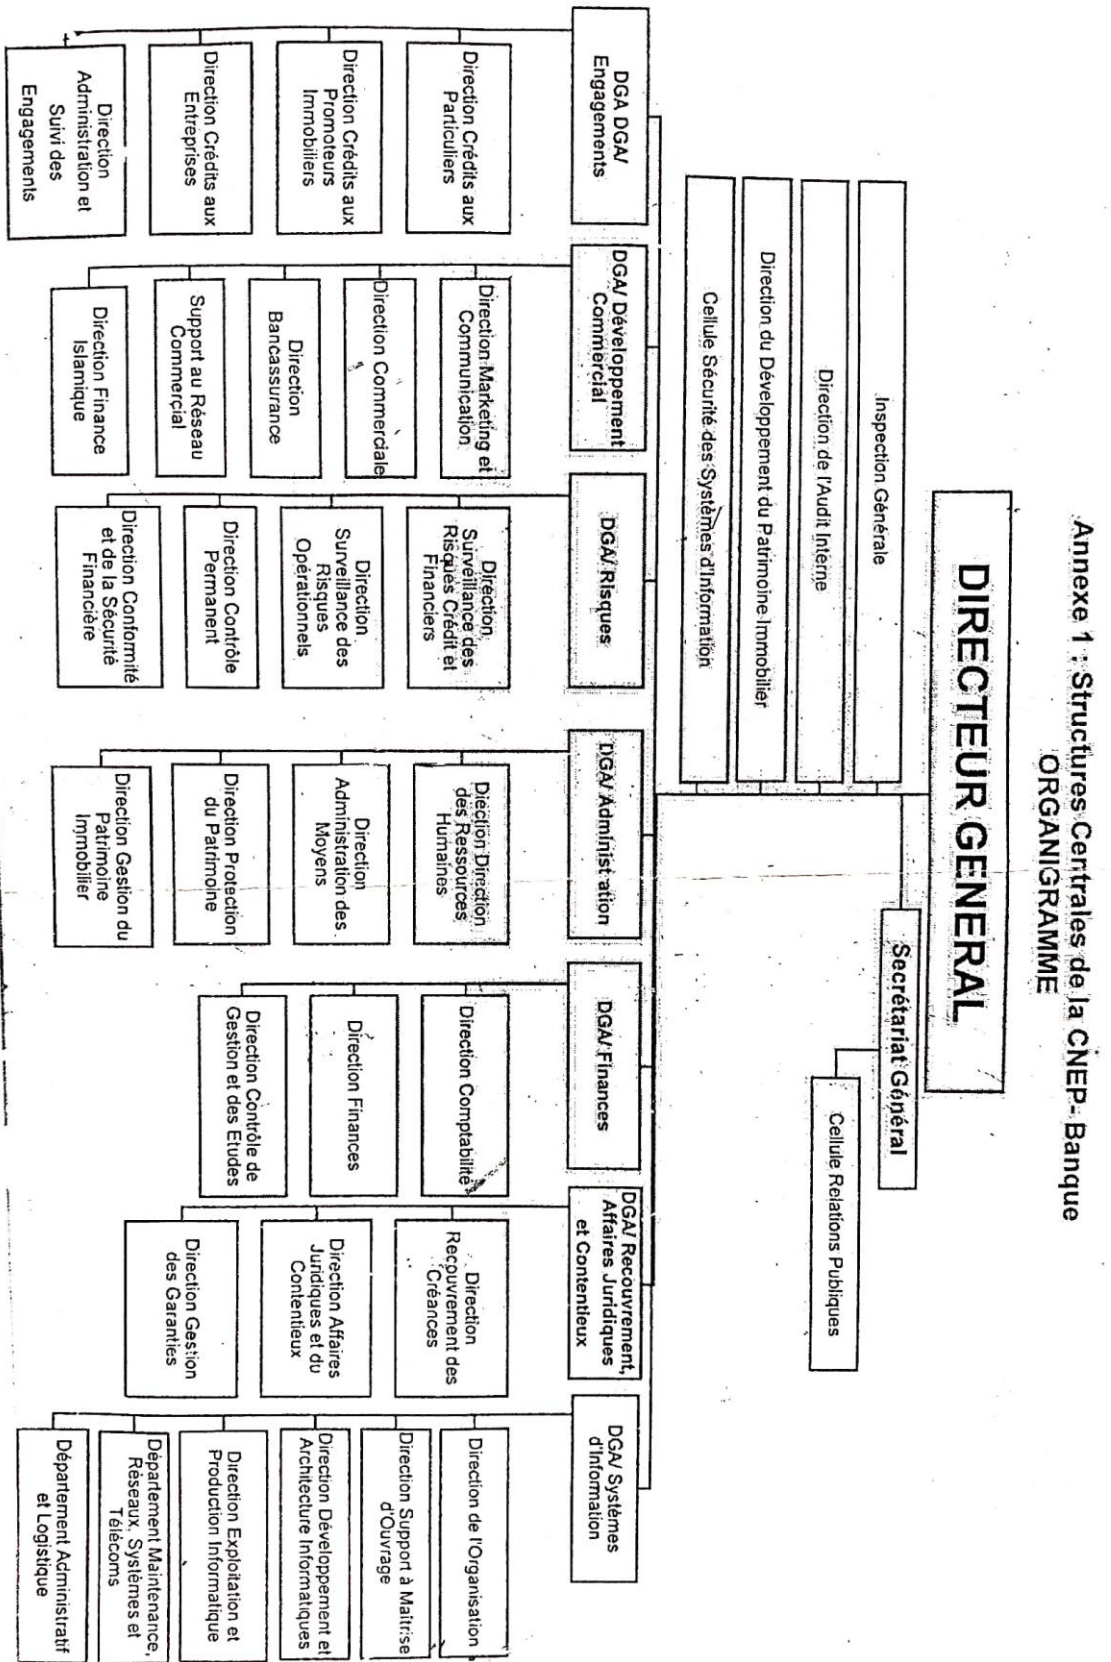 Annexe 1 : Structures Centrales de la CNEP- Banque
ORGANIGRAMME
DIRECTEUR GENERAL
Secrétariat Général
Cellule Relations Publiques
Inspection Générale
Direction de l'Audit Interne
Direction du Développement du Patrimoine Immobilier
Cellule Sécurité des Systèmes d'Information
DGA DGA/
Engagements
Direction Crédits aux
Particuliers
Direction Crédits aux
Promoteurs
Immobiliers
Direction Crédits aux
Entreprises
Direction
Administration et
Suivi des
Engagements
DGA/ Développement
Commercial
Direction Marketing et
Communication
Direction Commerciale
Direction
Bancassurance
Support au Réseau
Commercial
Direction Finance
Islamique
DGA/ Risques
Direction
Surveillance des
Risques Crédit et
Financiers
Direction
Surveillance des
Risques
Opérationnels
Direction Contrôle
Permanent
Direction Conformité
et de la Sécurité
Financière
DGA/ Administ ation
Diection Direction
des Ressources
Humaines
Direction
Administration des
Moyens
Direction Protection
du Patrimoine
Direction Gestion du
Patrimoine
Immobilier
DGA/ Finances
Direction Comptabilité
Direction Finances
Direction Contrôle de
Gestion et des Etudes
DGA/ Recouvrement,
Affaires Juridiques
et Contentieux
Direction
Recouvrement des
Créances
Direction Affaires
Juridiques et du
Contentieux
Direction Gestion
des Garanties
DGA/ Systèmes
d'Information
Direction de l'Organisation
Direction Support à Maîtrise
d'Ouvrage
Direction Développement et
Architecture Informatiques
Direction Exploitation et
Production Informatique
Département Maintenance,
Réseaux, Systèmes et
Télécoms
Département Administratif
et Logistique